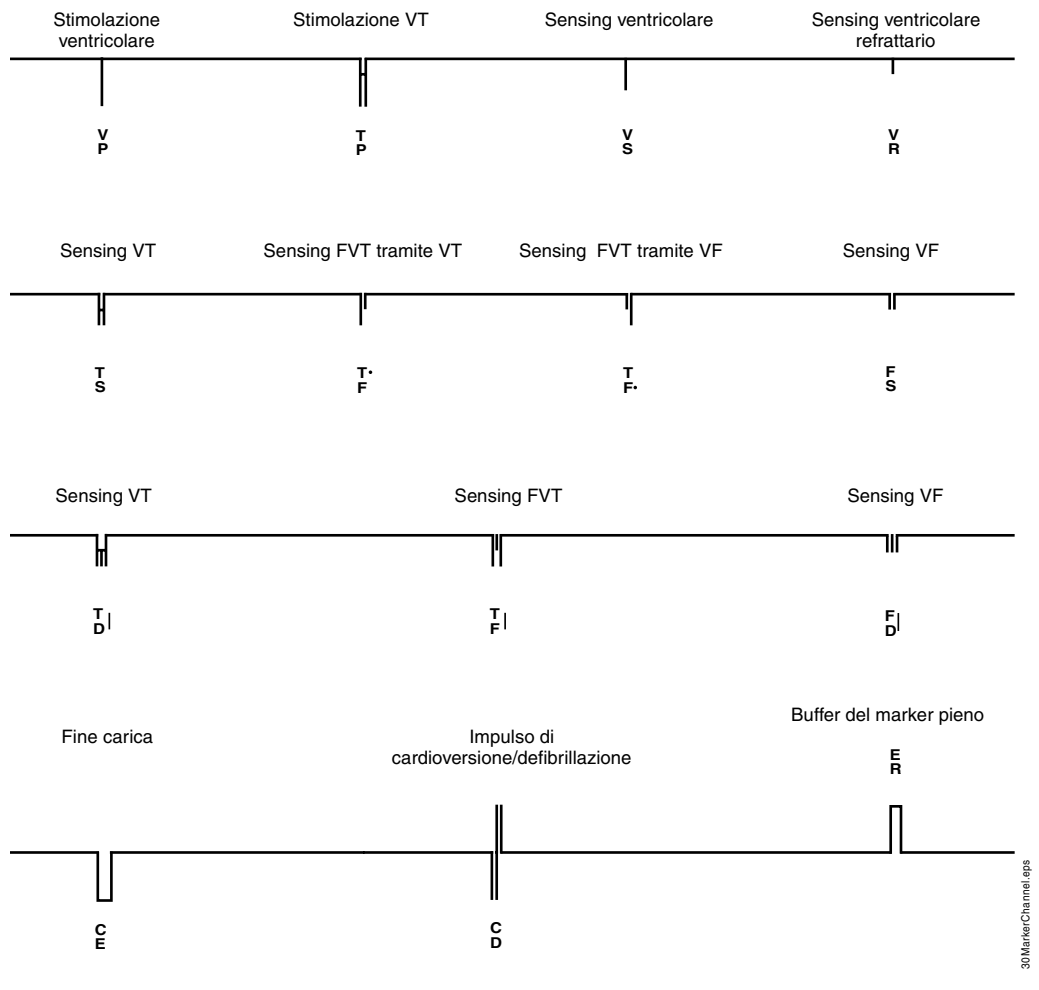 Stimolazione
ventricolare
Stimolazione VT
Sensing ventricolare
Sensing ventricolare
refrattario
V
P
T
P
V
S
V
R
Sensing VT
Sensing FVT tramite VT
Sensing FVT tramite VF
Sensing VF
T
S
T·
F
T
F·
F
S
Sensing VT
Sensing FVT
Sensing VF
T
D|
T
F|
F
D|
Fine carica
Impulso di
cardioversione/defibrillazione
Buffer del marker pieno
E
R
C
E
C
D
30MarkerChannel.eps